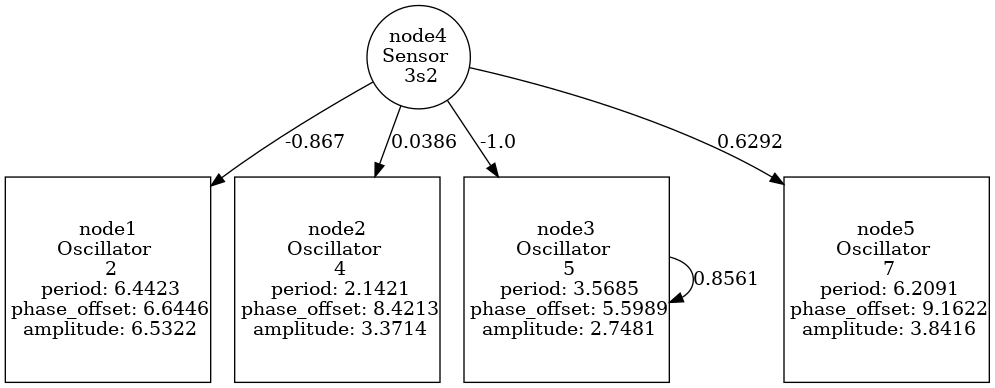 node4
Sensor
3s2
-0.867
0.0386
-1.0
0.6292
node1
Oscillator
2
period: 6.4423
phase_offset: 6.6446
amplitude: 6.5322
node2
Oscillator
4
period: 2.1421
phase_offset: 8.4213
amplitude: 3.3714
node3
Oscillator
5
period: 3.5685
phase_offset: 5.5989
amplitude: 2.7481
0.8561
node5
Oscillator
7
period: 6.2091
phase_offset: 9.1622
amplitude: 3.8416